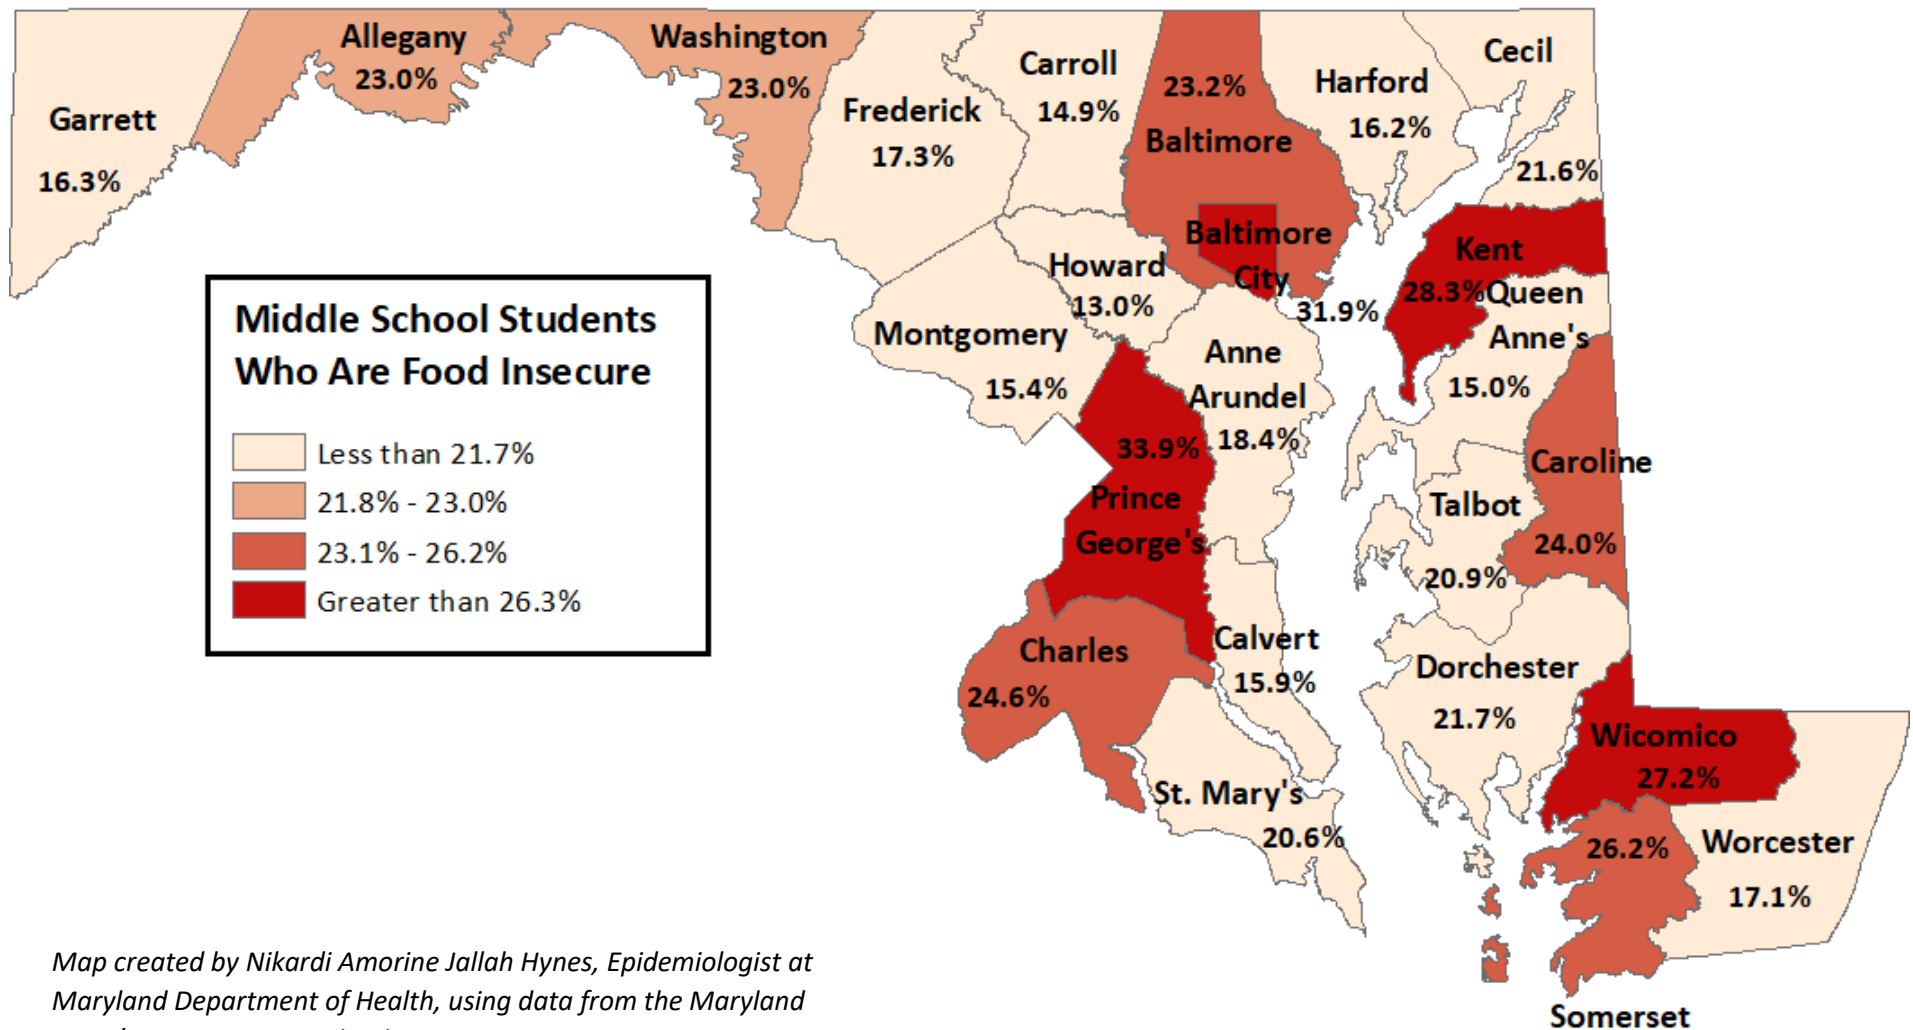 Garrett
16.3%
Allegany
23.0%
Washington
23.0%
Frederick
17.3%
Carroll
14.9%
23.2%
Baltimore
Harford
16.2%
Cecil
21.6%
Baltimore
City
31.9%
Kent
28.3%
Queen
Anne's
15.0%
Howard
13.0%
Montgomery
15.4%
Anne
Arundel
18.4%
33.9%
Prince
George's
Caroline
24.0%
Talbot
20.9%
Charles
24.6%
Calvert
15.9%
Dorchester
21.7%
St. Mary's
20.6%
Wicomico
27.2%
26.2%
Somerset
Worcester
17.1%
Middle School Students
Who Are Food Insecure
Less than 21.7%
21.8% - 23.0%
23.1% - 26.2%
Greater than 26.3%
Map created by Nikardi Amorine Jallah Hynes, Epidemiologist at
Maryland Department of Health, using data from the Maryland